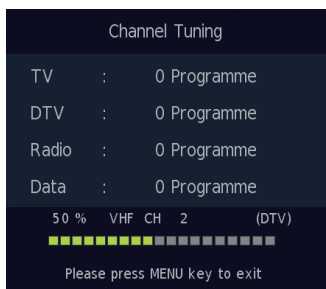 Channel Tuning
TV : 0 Programme
DTV : 0 Programme
Radio : 0 Programme
Data : 0 Programme
50 % VHF CH 2 (DTV)
Please press MENU key to exit